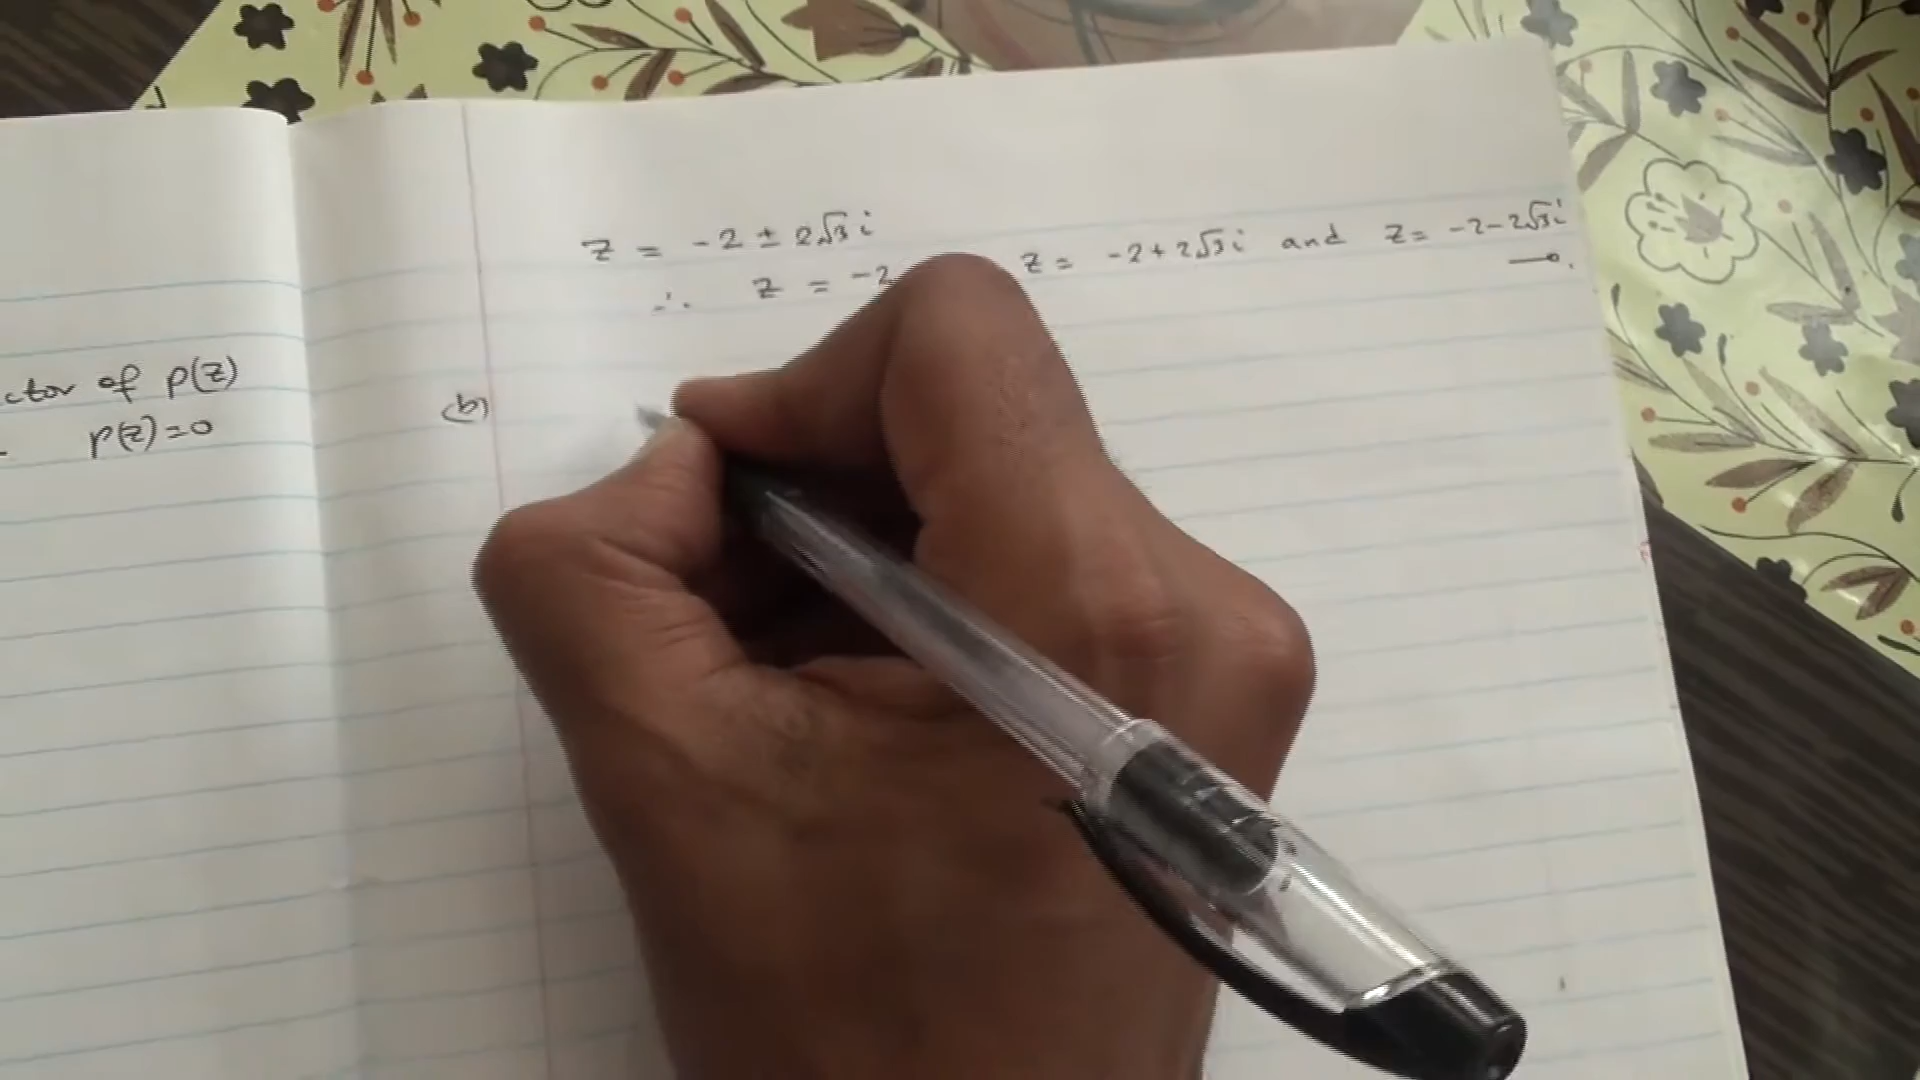 ctor of p(z)
p(z)=0
z = -2 ± 2√3 i
∴ z = -2 z = -2+2√3 i and z = -2-2√3 i
(b)